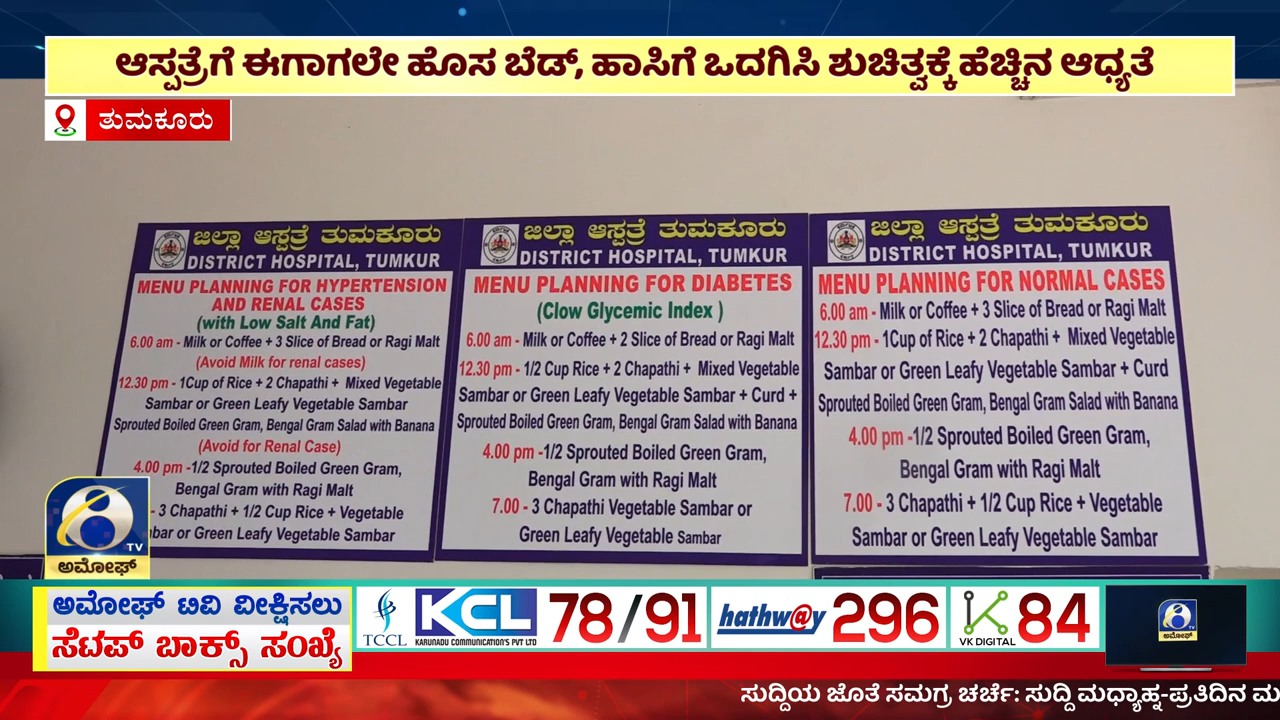 ಆಸ್ಪತ್ರೆಗೆ ಈಗಾಗಲೇ ಹೊಸ ಬೆಡ್, ಹಾಸಿಗೆ ಒದಗಿಸಿ ಶುಚಿತ್ವಕ್ಕೆ ಹೆಚ್ಚಿನ ಆಧ್ಯತೆ
ತುಮಕೂರು
ಜಿಲ್ಲಾ ಆಸ್ಪತ್ರೆ ತುಮಕೂರು
DISTRICT HOSPITAL, TUMKUR
MENU PLANNING FOR HYPERTENSION
AND RENAL CASES
(with Low Salt And Fat)
6.00 am - Milk or Coffee + 3 Slice of Bread or Ragi Malt
(Avoid Milk for renal cases)
12.30 pm - 1Cup of Rice + 2 Chapathi + Mixed Vegetable
Sambar or Green Leafy Vegetable Sambar
Sprouted Boiled Green Gram, Bengal Gram Salad with Banana
(Avoid for Renal Case)
4.00 pm -1/2 Sprouted Boiled Green Gram,
Bengal Gram with Ragi Malt
- 3 Chapathi + 1/2 Cup Rice + Vegetable
or Green Leafy Vegetable Sambar
ಜಿಲ್ಲಾ ಆಸ್ಪತ್ರೆ ತುಮಕೂರು
DISTRICT HOSPITAL, TUMKUR
MENU PLANNING FOR DIABETES
(Clow Glycemic Index )
6.00 am - Milk or Coffee + 2 Slice of Bread or Ragi Malt
12.30 pm - 1/2 Cup Rice + 2 Chapathi + Mixed Vegetable
Sambar or Green Leafy Vegetable Sambar + Curd +
Sprouted Boiled Green Gram, Bengal Gram Salad with Banana
4.00 pm -1/2 Sprouted Boiled Green Gram,
Bengal Gram with Ragi Malt
7.00 - 3 Chapathi Vegetable Sambar or
Green Leafy Vegetable Sambar
ಜಿಲ್ಲಾ ಆಸ್ಪತ್ರೆ ತುಮಕೂರು
DISTRICT HOSPITAL, TUMKUR
MENU PLANNING FOR NORMAL CASES
6.00 am - Milk or Coffee + 3 Slice of Bread or Ragi Malt
12.30 pm - 1Cup of Rice + 2 Chapathi + Mixed Vegetable
Sambar or Green Leafy Vegetable Sambar + Curd
Sprouted Boiled Green Gram, Bengal Gram Salad with Banana
4.00 pm -1/2 Sprouted Boiled Green Gram,
Bengal Gram with Ragi Malt
7.00 - 3 Chapathi + 1/2 Cup Rice + Vegetable
Sambar or Green Leafy Vegetable Sambar
TV
ಅಮೋಘ್
ಅಮೋಘ್ ಟಿವಿ ವೀಕ್ಷಿಸಲು
ಸೆಟಪ್ ಬಾಕ್ಸ್ ಸಂಖ್ಯೆ
TCCL
KCL
KARUNADU COMMUNICATION'S PVT LTD
78/91
hathw@y
296
VK DIGITAL
84
ಅಮೋಘ್
ಸುದ್ದಿಯ ಜೊತೆ ಸಮಗ್ರ ಚರ್ಚೆ: ಸುದ್ದಿ ಮಧ್ಯಾಹ್ನ-ಪ್ರತಿದಿನ